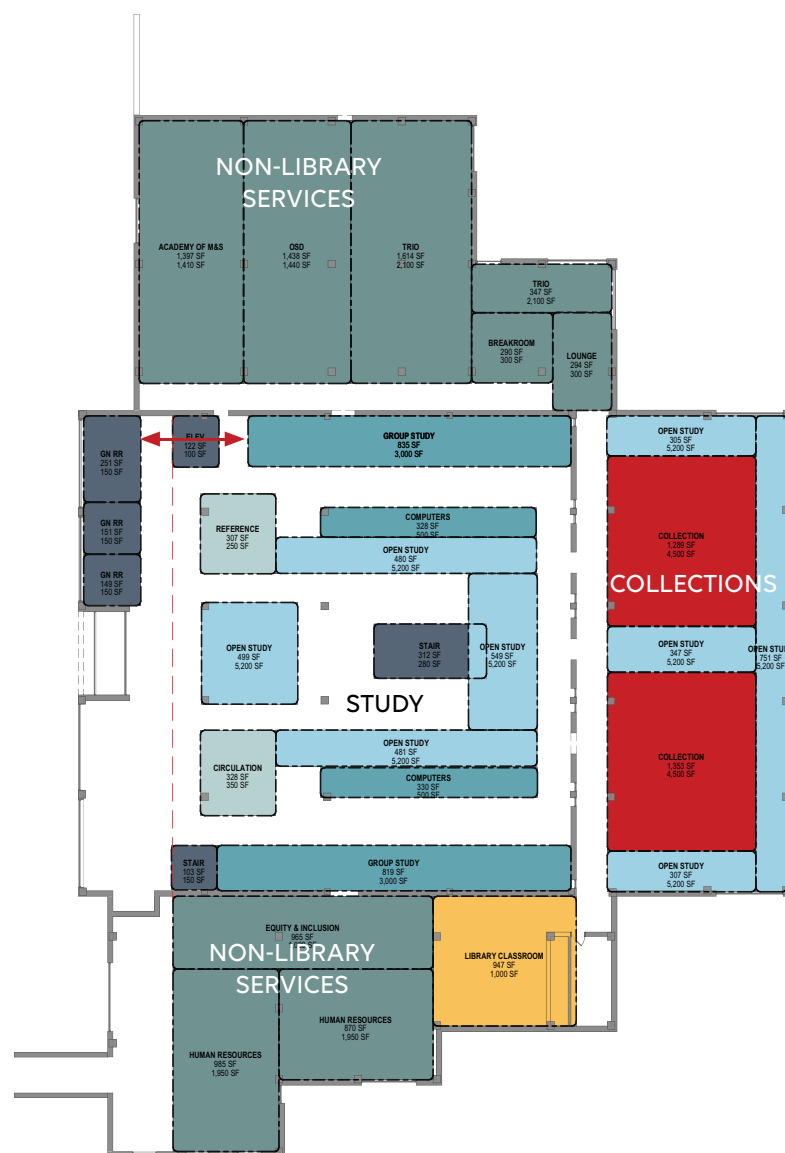 NON-LIBRARY
SERVICES
ACADEMY OF M&S
1,397 SF
1,410 SF
OSD
1,438 SF
1,440 SF
TRIO
1,614 SF
2,100 SF
TRIO
347 SF
2,100 SF
BREAKROOM
290 SF
300 SF
LOUNGE
294 SF
300 SF
GN RR
251 SF
150 SF
ELEV
122 SF
100 SF
GROUP STUDY
835 SF
3,000 SF
OPEN STUDY
305 SF
5,200 SF
GN RR
151 SF
150 SF
REFERENCE
307 SF
250 SF
COMPUTERS
328 SF
500 SF
OPEN STUDY
480 SF
5,200 SF
COLLECTION
1,289 SF
4,500 SF
GN RR
149 SF
150 SF
COLLECTIONS
OPEN STUDY
499 SF
5,200 SF
STAIR
312 SF
280 SF
OPEN STUDY
549 SF
5,200 SF
OPEN STUDY
347 SF
5,200 SF
OPEN STUDY
751 SF
5,200 SF
STUDY
OPEN STUDY
481 SF
5,200 SF
CIRCULATION
328 SF
350 SF
COMPUTERS
330 SF
500 SF
COLLECTION
1,353 SF
4,500 SF
STAIR
103 SF
150 SF
GROUP STUDY
819 SF
3,000 SF
OPEN STUDY
307 SF
5,200 SF
EQUITY & INCLUSION
965 SF
NON-LIBRARY
SERVICES
LIBRARY CLASSROOM
947 SF
1,000 SF
HUMAN RESOURCES
870 SF
1,950 SF
HUMAN RESOURCES
985 SF
1,950 SF